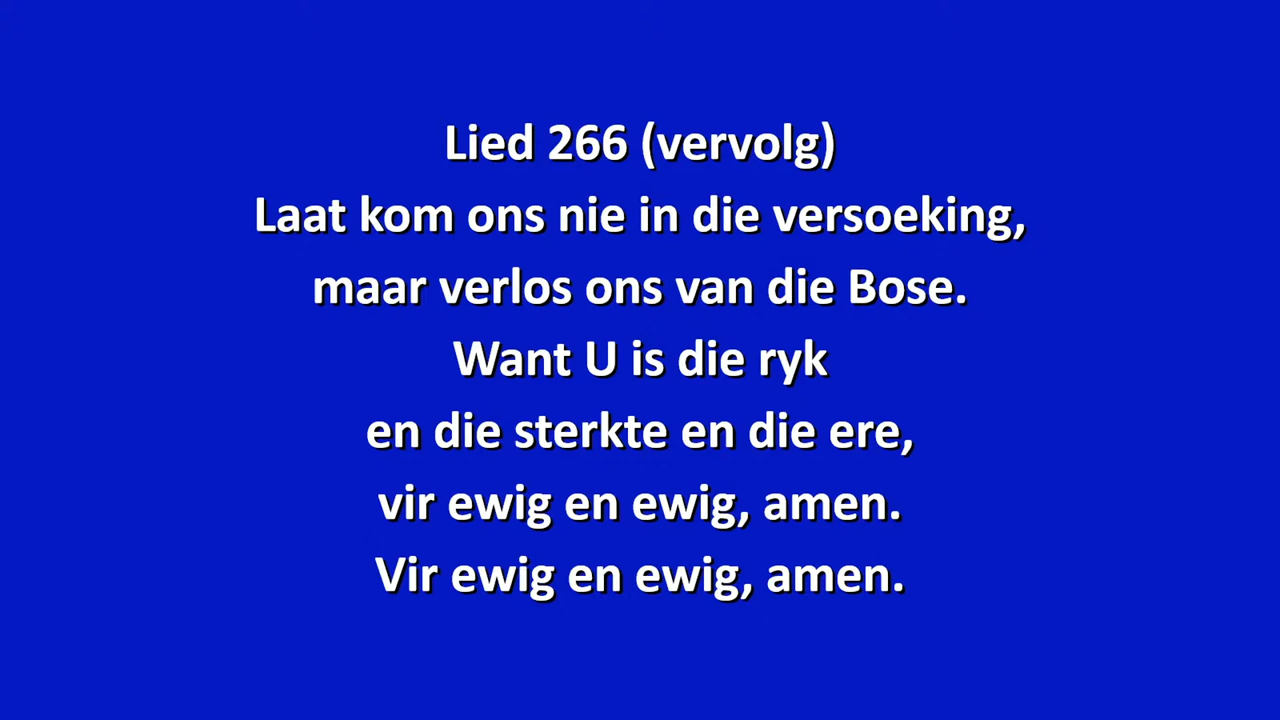 Lied 266 (vervolg)
Laat kom ons nie in die versoeking,
maar verlos ons van die Bose.
Want U is die ryk
en die sterkte en die ere,
vir ewig en ewig, amen.
Vir ewig en ewig, amen.